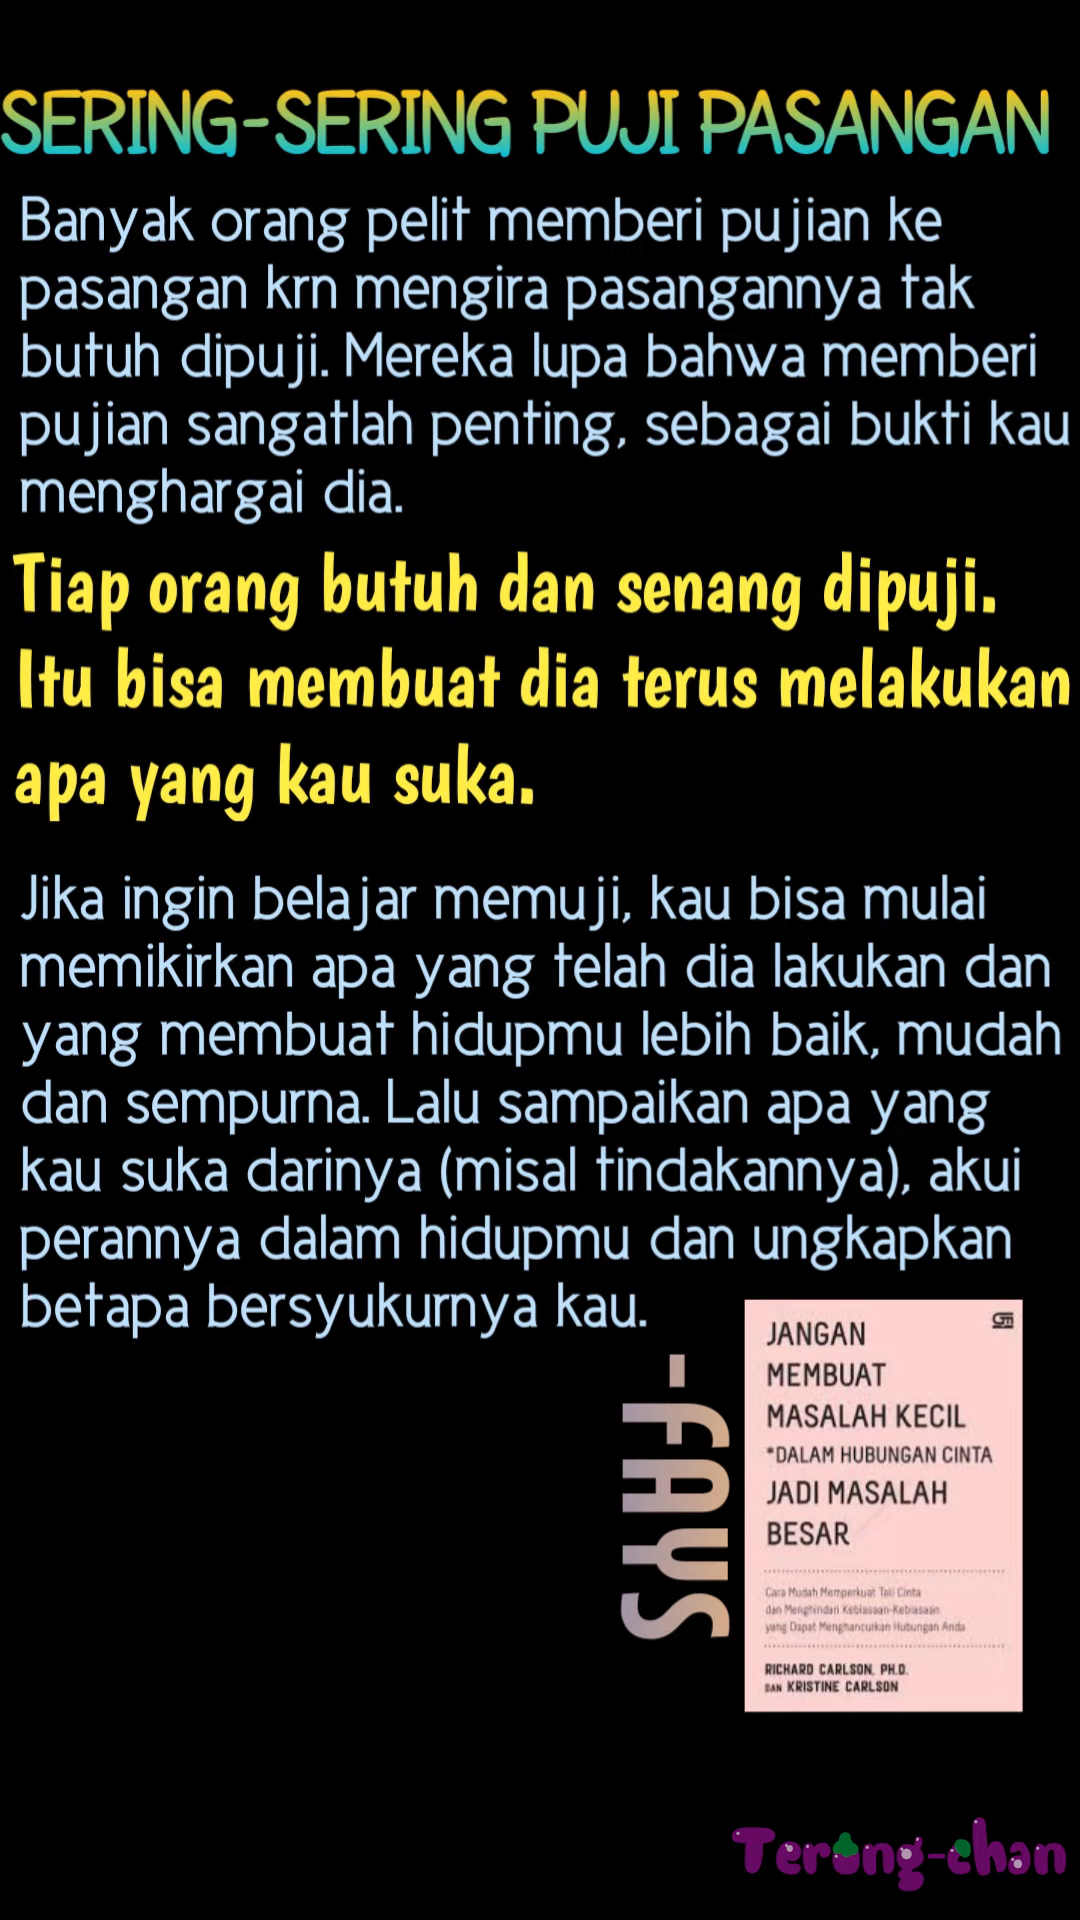 SERING-SERING PUJI PASANGAN
Banyak orang pelit memberi pujian ke
pasangan krn mengira pasangannya tak
butuh dipuji. Mereka lupa bahwa memberi
pujian sangatlah penting, sebagai bukti kau
menghargai dia.
Tiap orang butuh dan senang dipuji.
Itu bisa membuat dia terus melakukan
apa yang kau suka.
Jika ingin belajar memuji, kau bisa mulai
memikirkan apa yang telah dia lakukan dan
yang membuat hidupmu lebih baik, mudah
dan sempurna. Lalu sampaikan apa yang
kau suka darinya (misal tindakannya), akui
perannya dalam hidupmu dan ungkapkan
betapa bersyukurnya kau.
-FAYS
JANGAN
MEMBUAT
MASALAH KECIL
*DALAM HUBUNGAN CINTA
JADI MASALAH
BESAR
Cara Mudah Memperkuat Tali Cinta
dan Menghindari Kebiasaan-Kebiasaan
yang Dapat Menghancurkan Hubungan Anda
RICHARD CARLSON, PH.D.
DAN KRISTINE CARLSON
Terong-chan